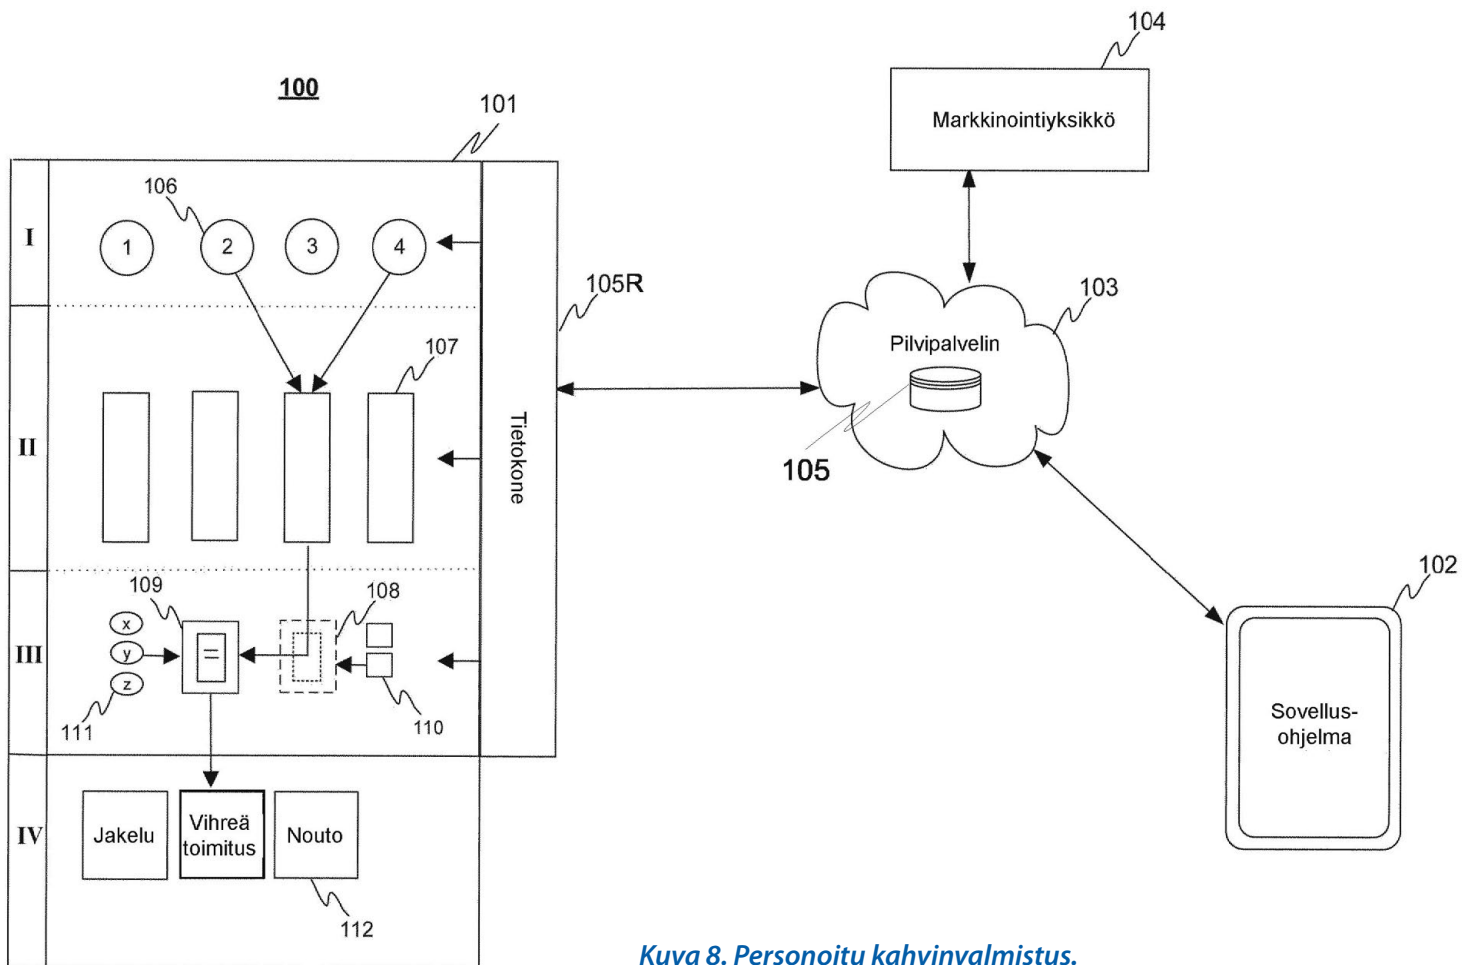 104
100
101
Markkinointiyksikkö
106
I
1
2
3
4
105R
103
Pilvipalvelin
107
II
Tietokone
105
109
108
102
x
III
y
=
z
111
110
Sovellus-
ohjelma
IV
Jakelu
Vihreä
toimitus
Nouto
112
Kuva 8. Personoitu kahvinvalmistus.